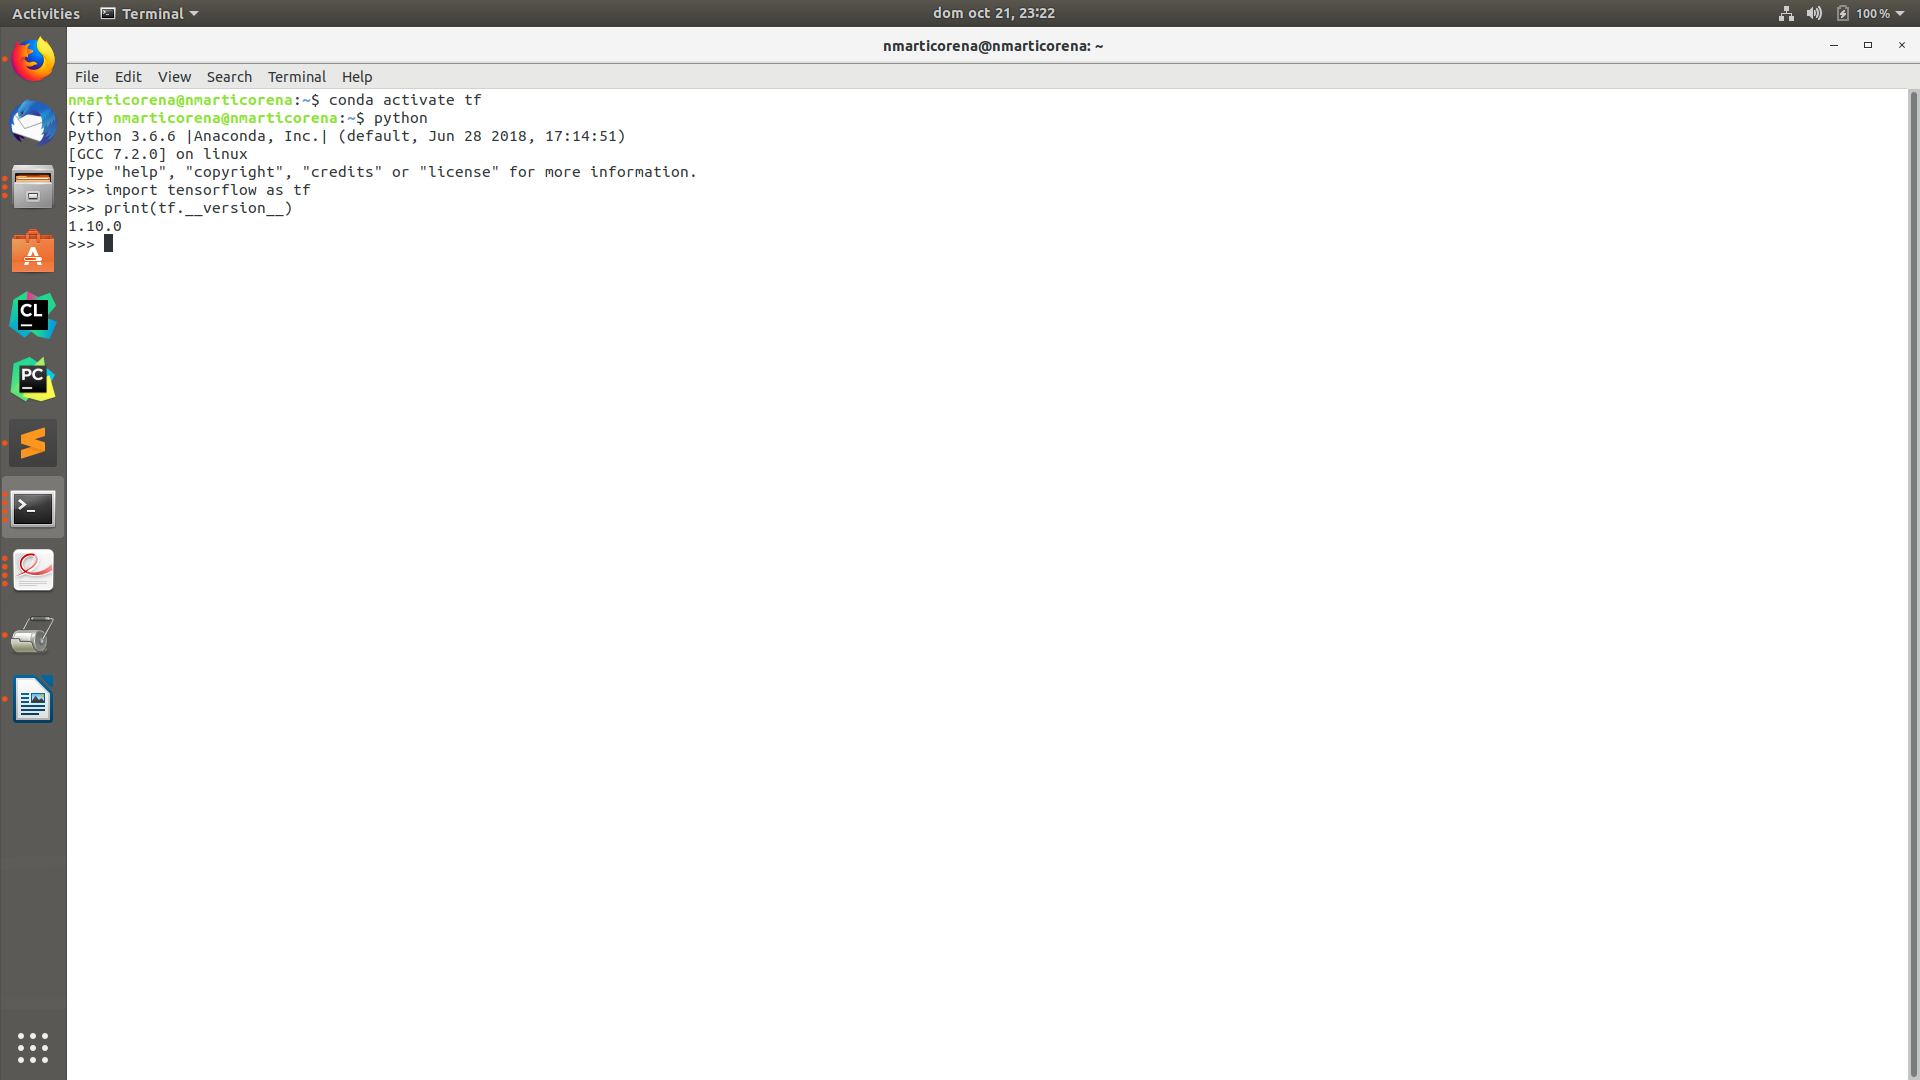 Activities Terminal dom oct 21, 23:22 100 %
nmarticorena@nmarticorena: ~
File Edit View Search Terminal Help
nmarticorena@nmarticorena:~$ conda activate tf
(tf) nmarticorena@nmarticorena:~$ python
Python 3.6.6 |Anaconda, Inc.| (default, Jun 28 2018, 17:14:51)
[GCC 7.2.0] on linux
Type "help", "copyright", "credits" or "license" for more information.
>>> import tensorflow as tf
>>> print(tf.__version__)
1.10.0
>>>
CL
PC